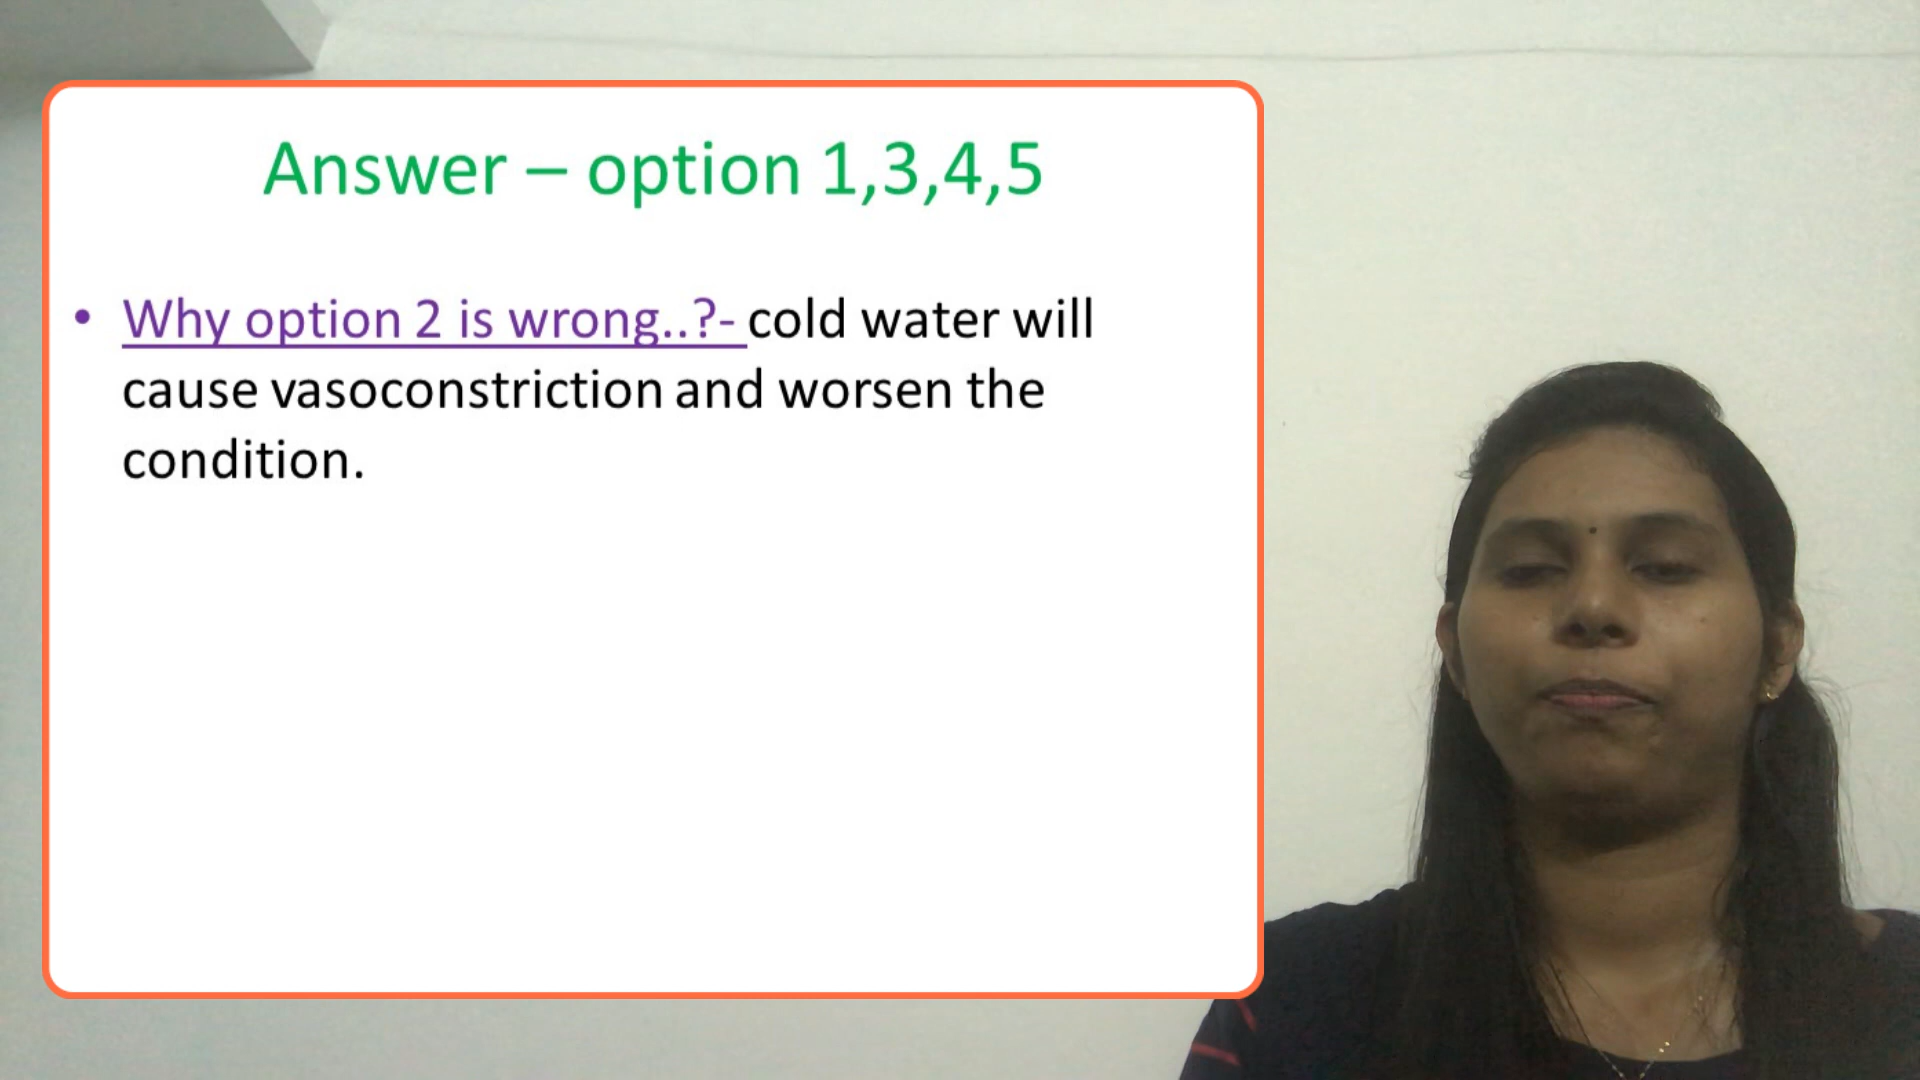 Answer – option 1,3,4,5
• Why option 2 is wrong..?- cold water will
cause vasoconstriction and worsen the
condition.